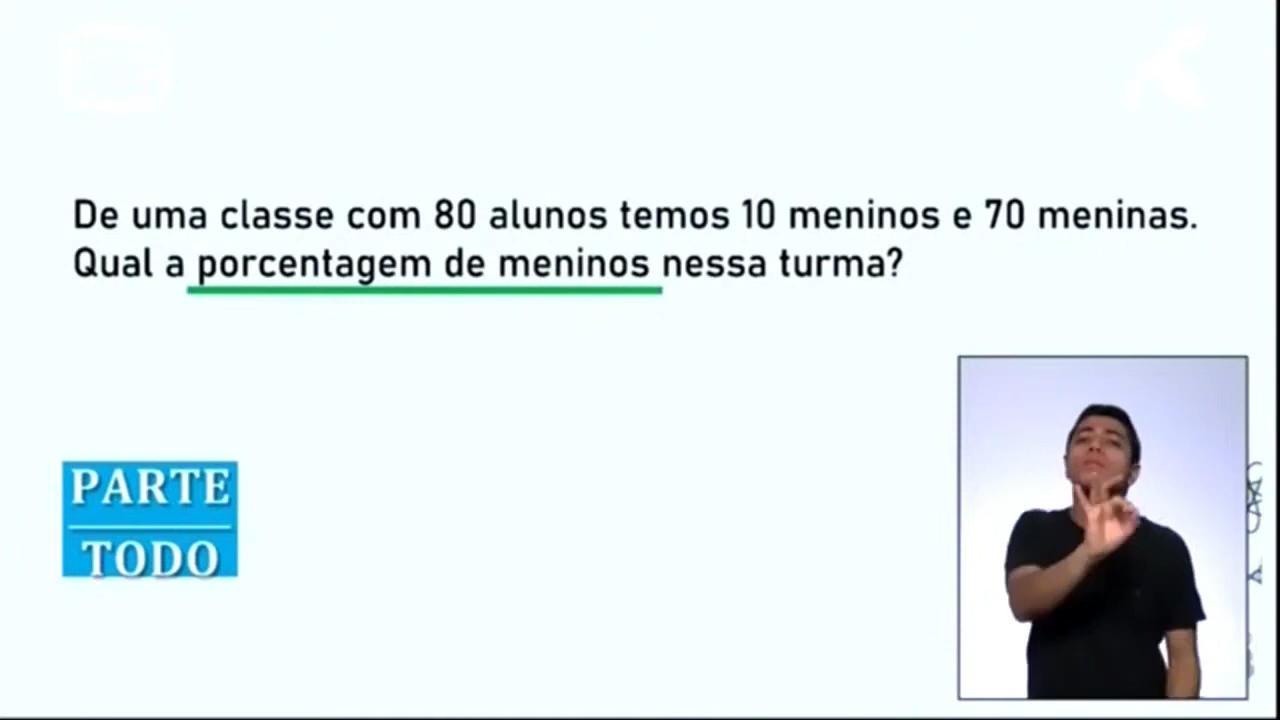 De uma classe com 80 alunos temos 10 meninos e 70 meninas.
Qual a porcentagem de meninos nessa turma?
PARTE
TODO